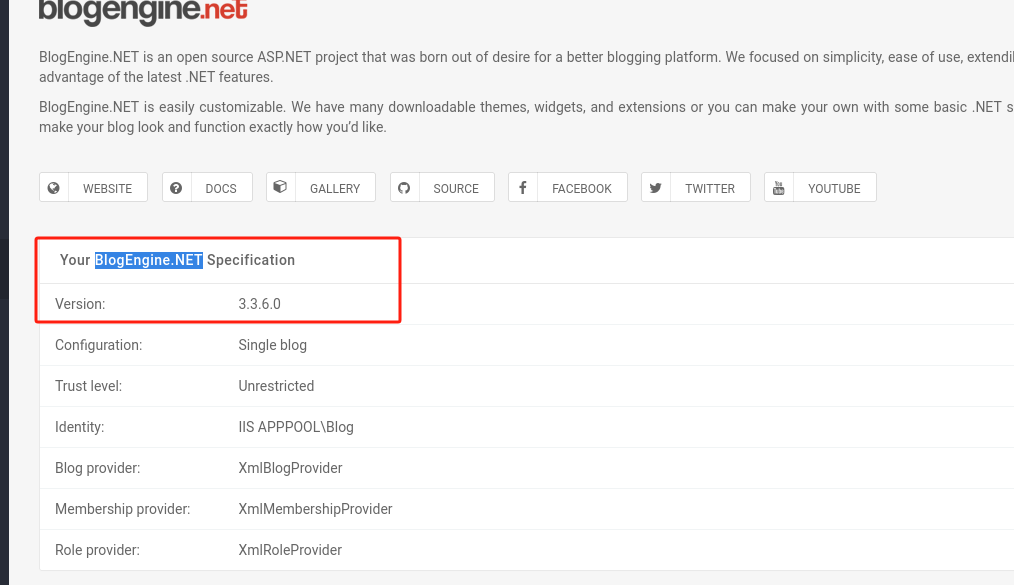 blogengine.net
BlogEngine.NET is an open source ASP.NET project that was born out of desire for a better blogging platform. We focused on simplicity, ease of use,
advantage of the latest .NET features.
BlogEngine.NET is easily customizable. We have many downloadable themes, widgets, and extensions or you can make your own with some basic .NET
make your blog look and function exactly how you’d like.
WEBSITE DOCS GALLERY SOURCE FACEBOOK TWITTER YOUTUBE
Your BlogEngine.NET Specification
Version: 3.3.6.0
Configuration: Single blog
Trust level: Unrestricted
Identity: IIS APPPOOL\Blog
Blog provider: XmlBlogProvider
Membership provider: XmlMembershipProvider
Role provider: XmlRoleProvider